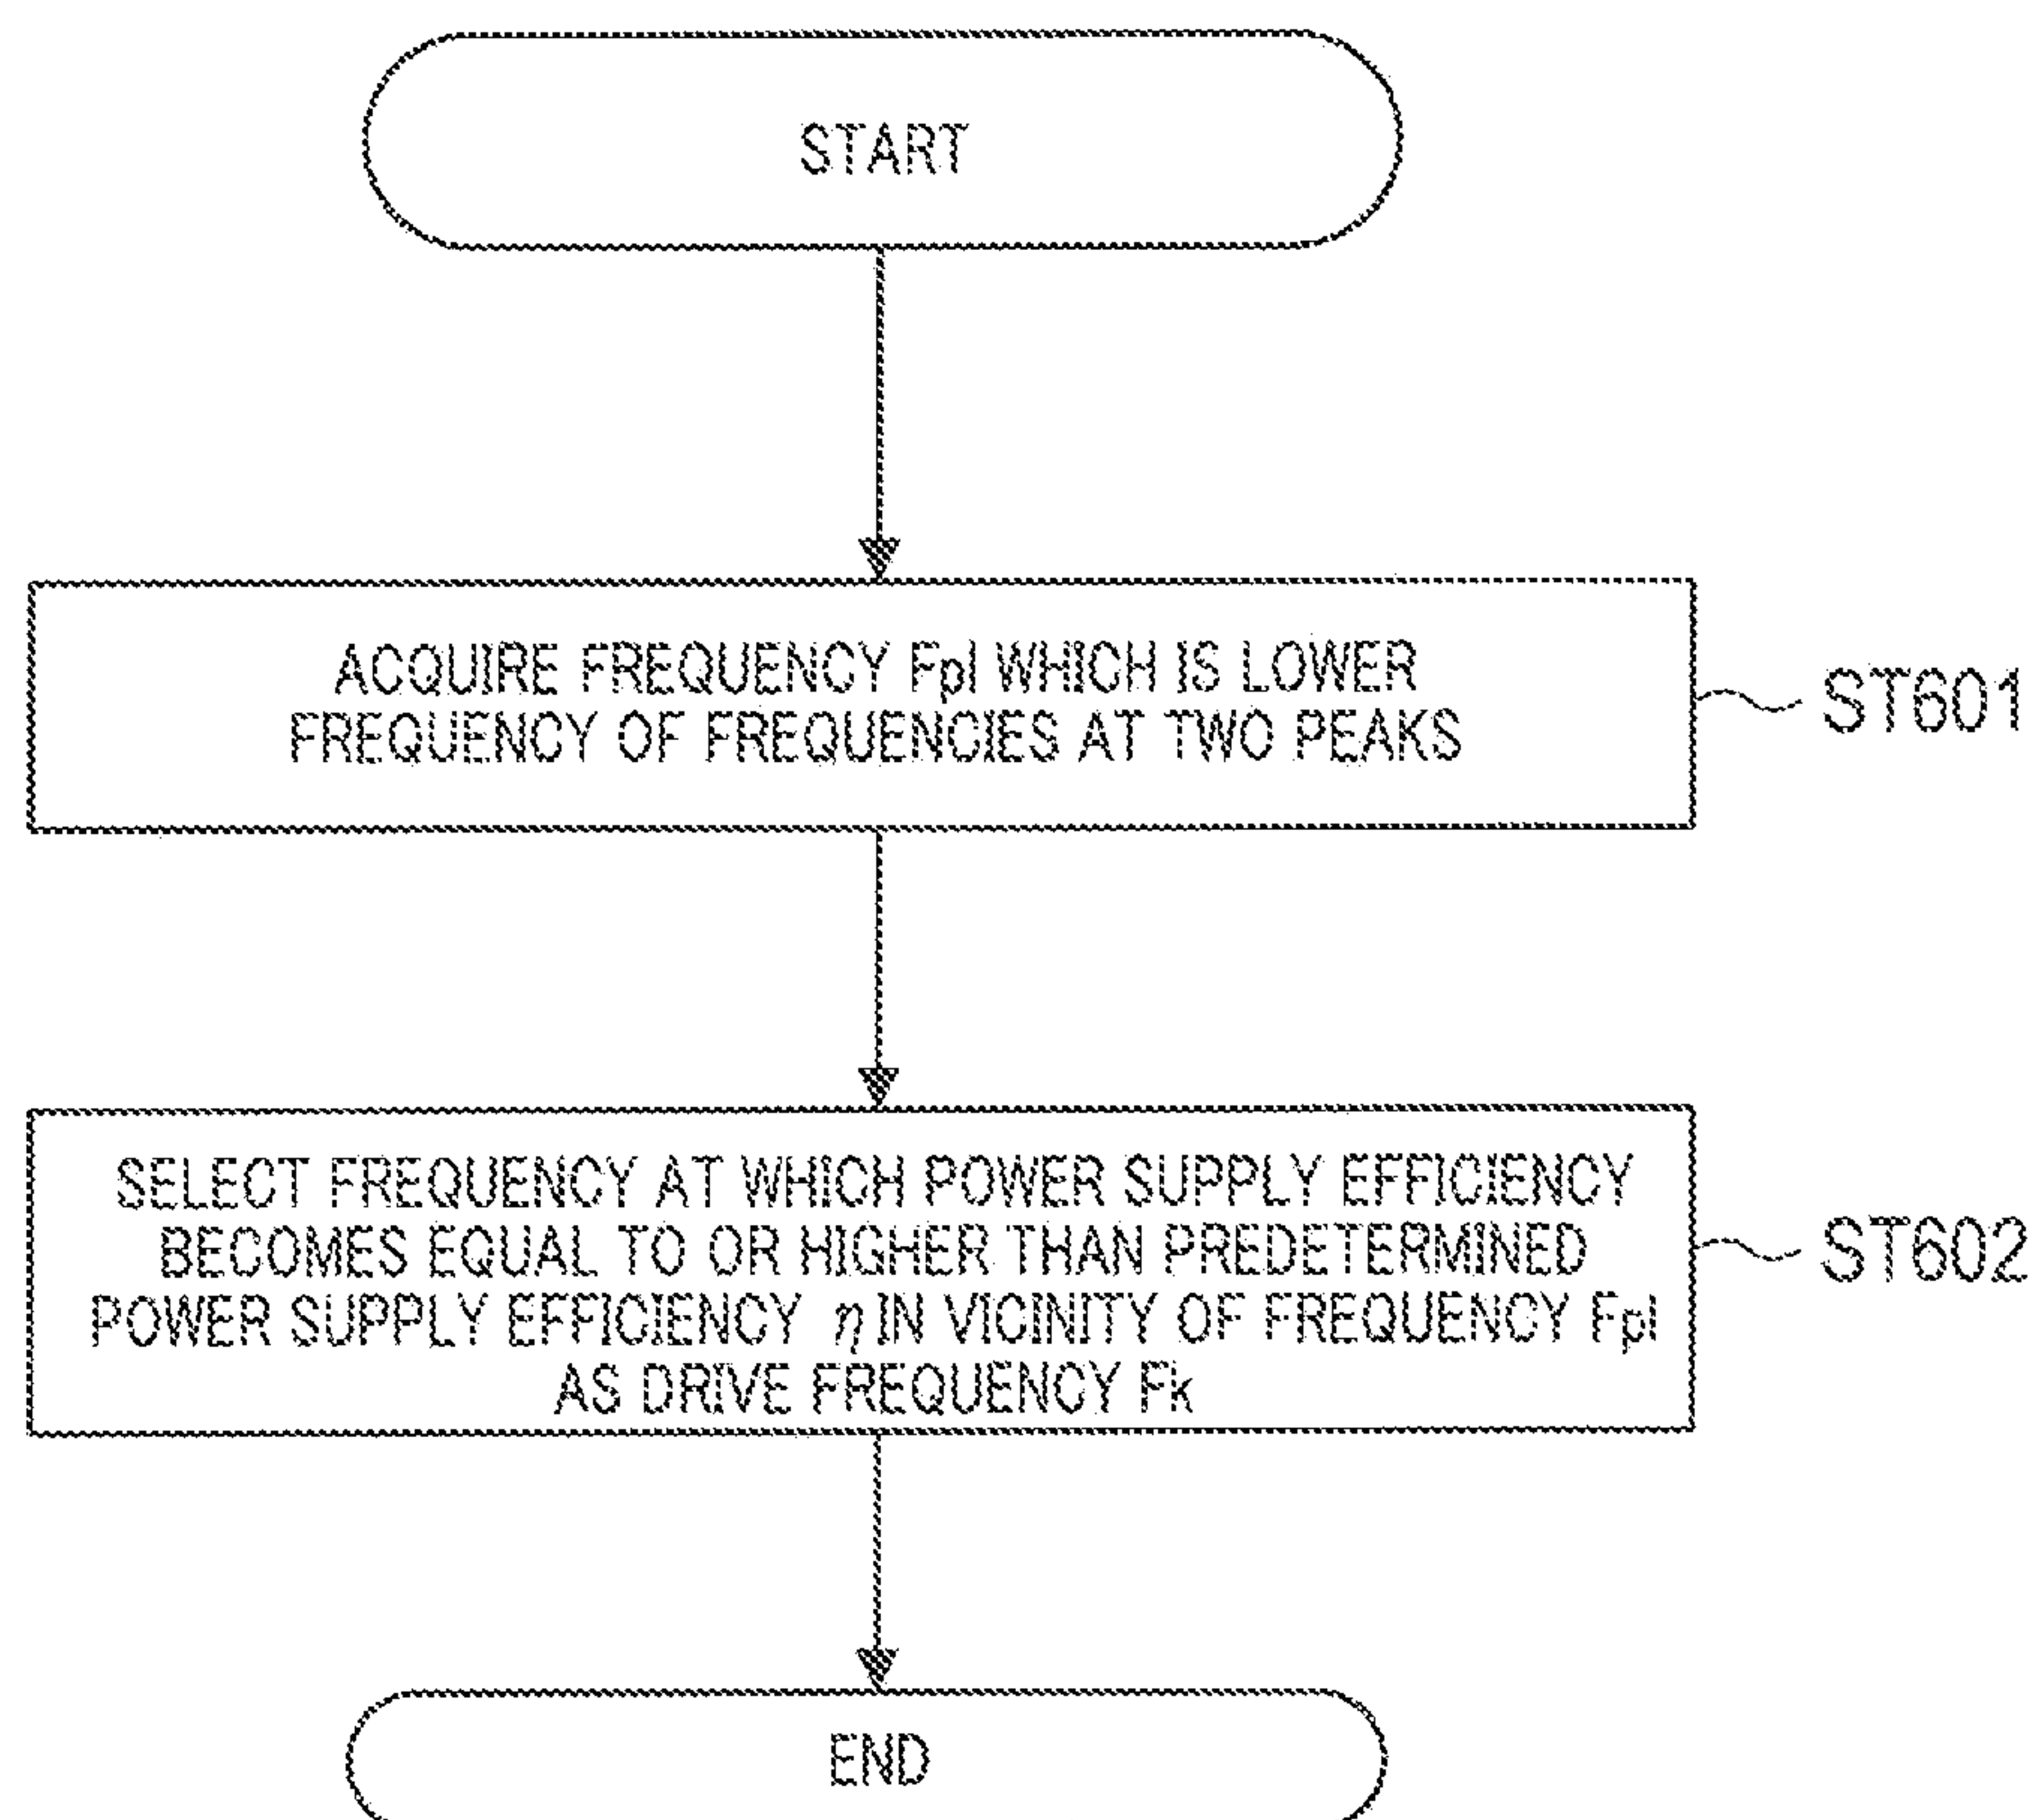 START
ACQUIRE FREQUENCY Fpl WHICH IS LOWER
FREQUENCY OF FREQUENCIES AT TWO PEAKS
ST601
SELECT FREQUENCY AT WHICH POWER SUPPLY EFFICIENCY
BECOMES EQUAL TO OR HIGHER THAN PREDETERMINED
POWER SUPPLY EFFICIENCY η IN VICINITY OF FREQUENCY Fpl
AS DRIVE FREQUENCY Fk
ST602
END